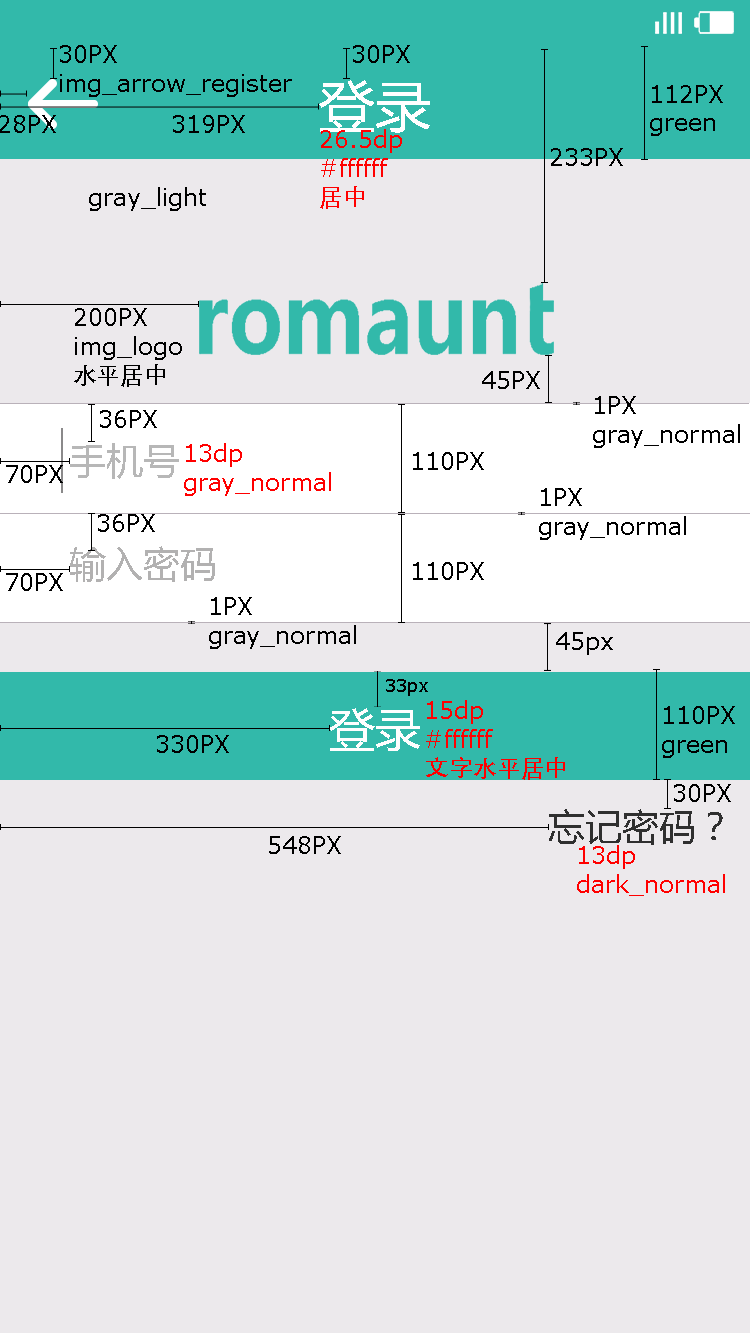 30PX
30PX
img_arrow_register
登录
112PX
green
28PX
319PX
26.5dp
#ffffff
居中
233PX
gray_light
romaunt
200PX
img_logo
水平居中
45PX
1PX
gray_normal
36PX
手机号
13dp
gray_normal
110PX
70PX
1PX
gray_normal
36PX
输入密码
110PX
70PX
1PX
gray_normal
45px
33px
登录
15dp
#ffffff
文字水平居中
110PX
green
330PX
30PX
忘记密码？
548PX
13dp
dark_normal